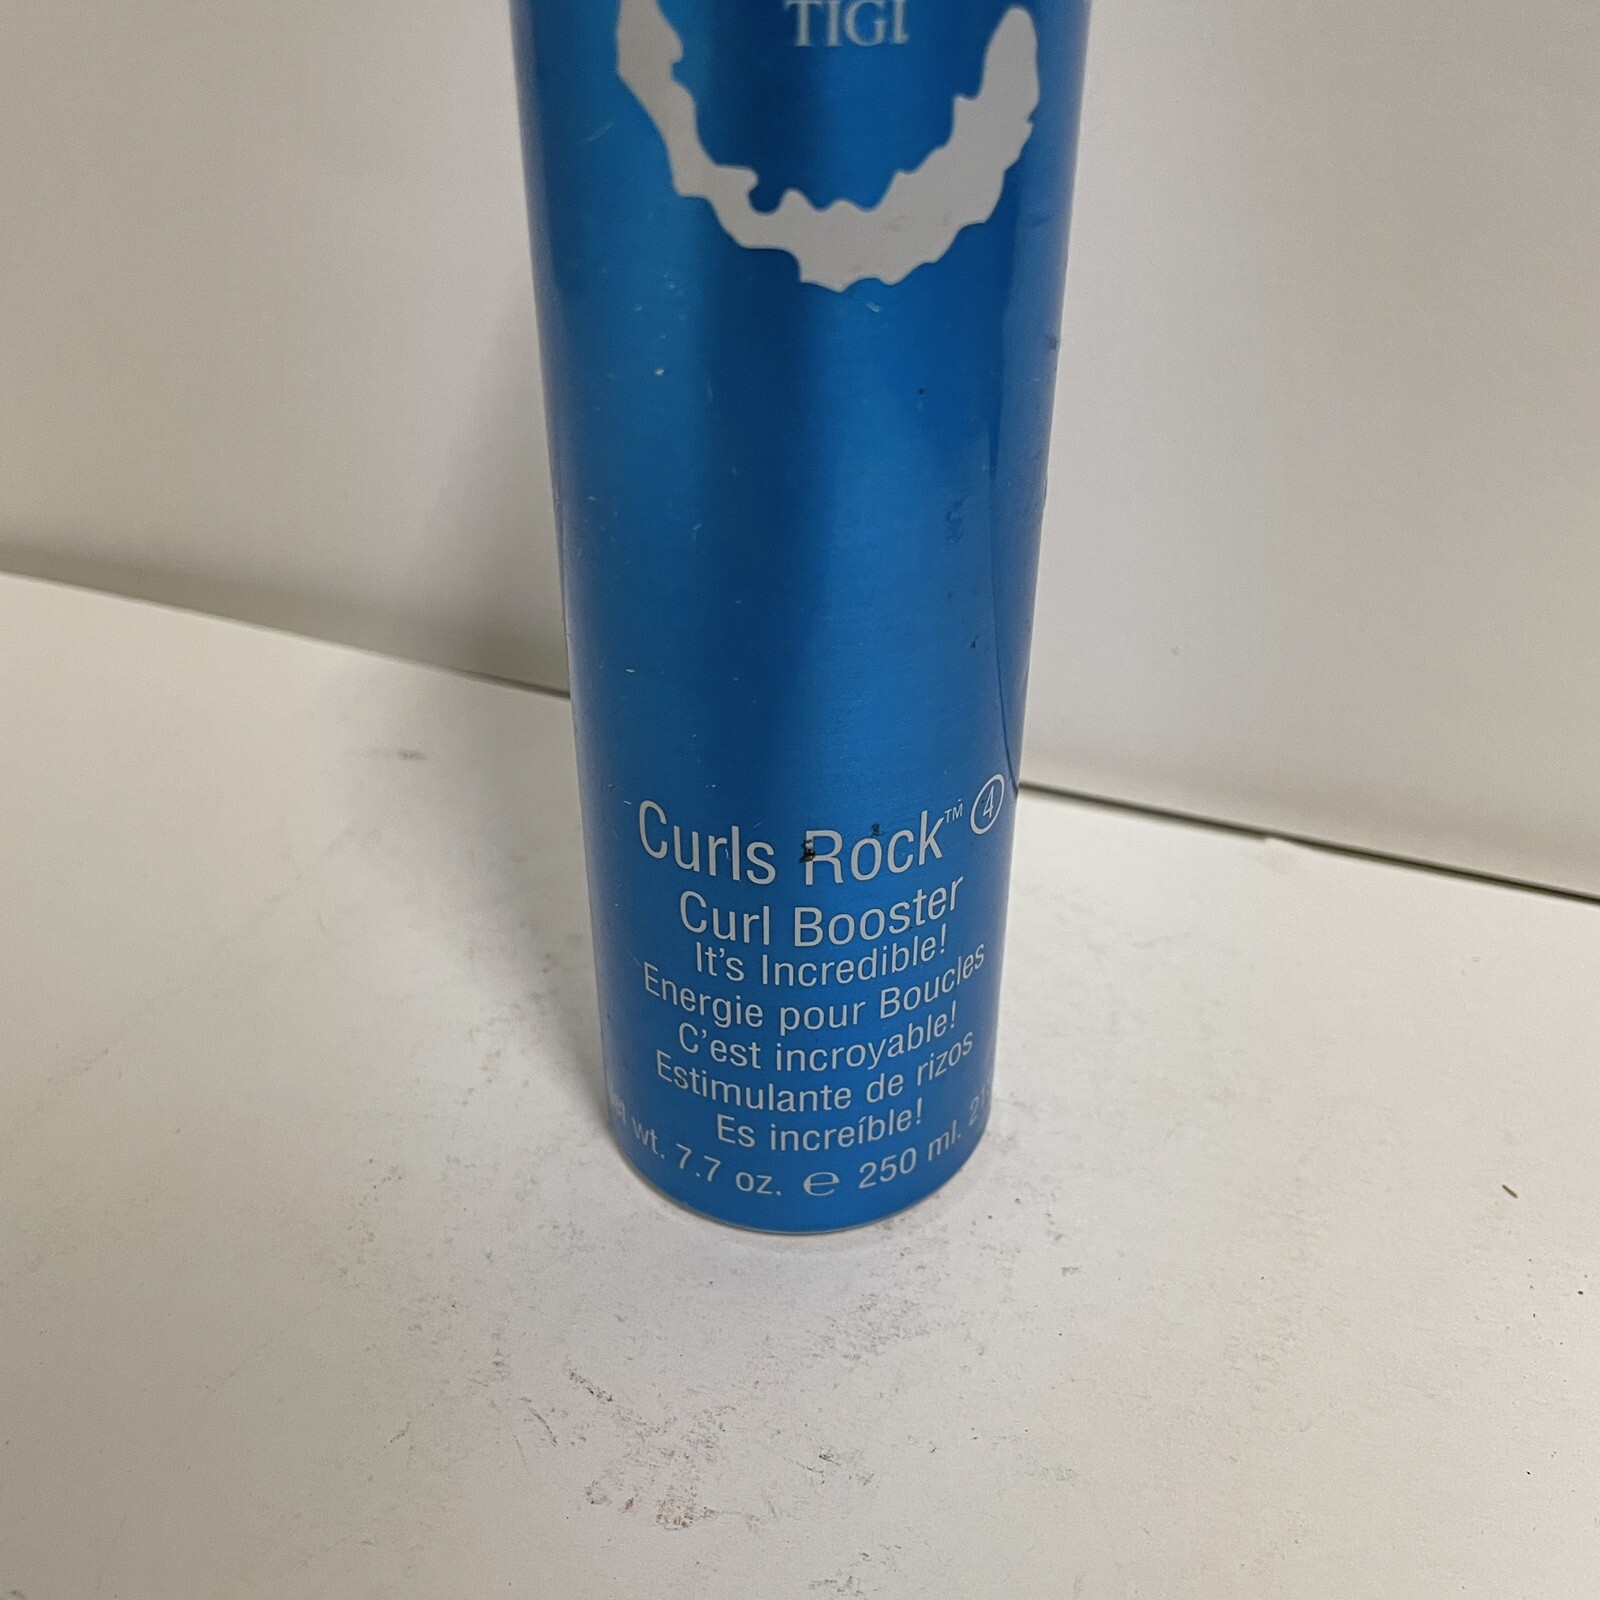 TIGI
Curls Rock™ 4
Curl Booster
It's Incredible!
Energie pour Boucles
C'est incroyable!
Estimulante de rizos
Es increíble!
wt. 7.7 oz. ℮ 250 ml.